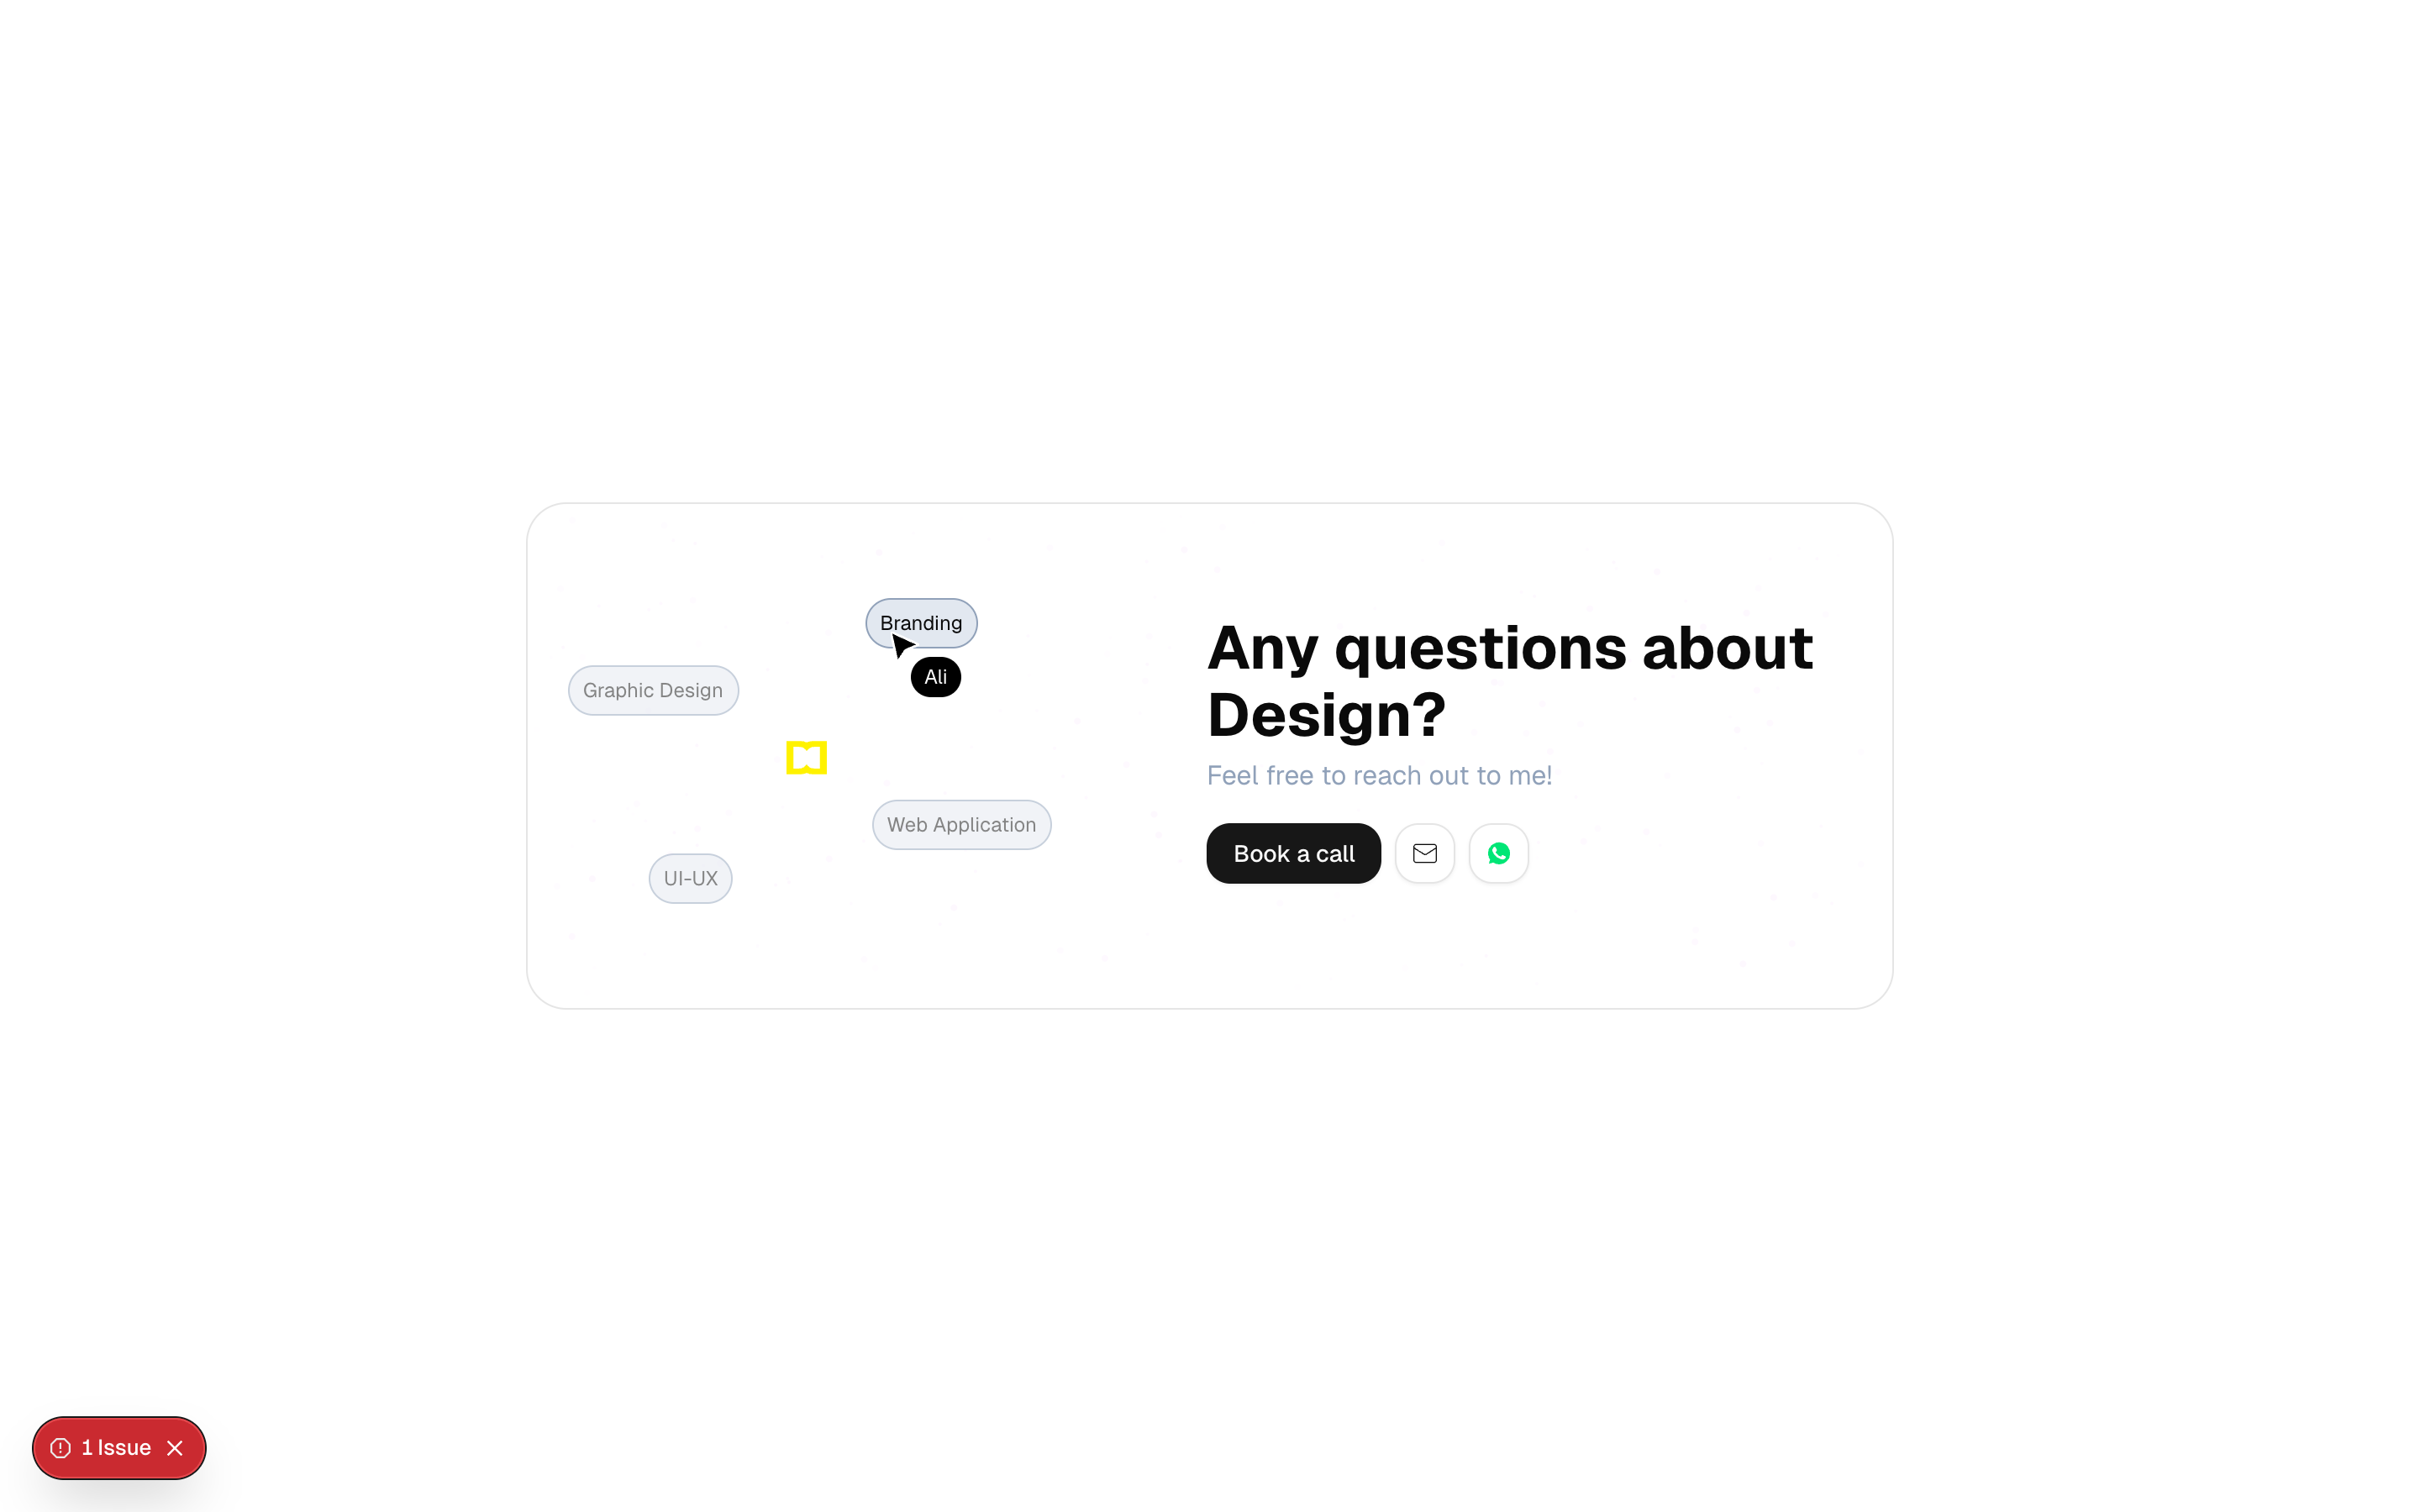 Branding
Ali
Graphic Design
Web Application
UI-UX
Any questions about
Design?
Feel free to reach out to me!
Book a call
1 Issue